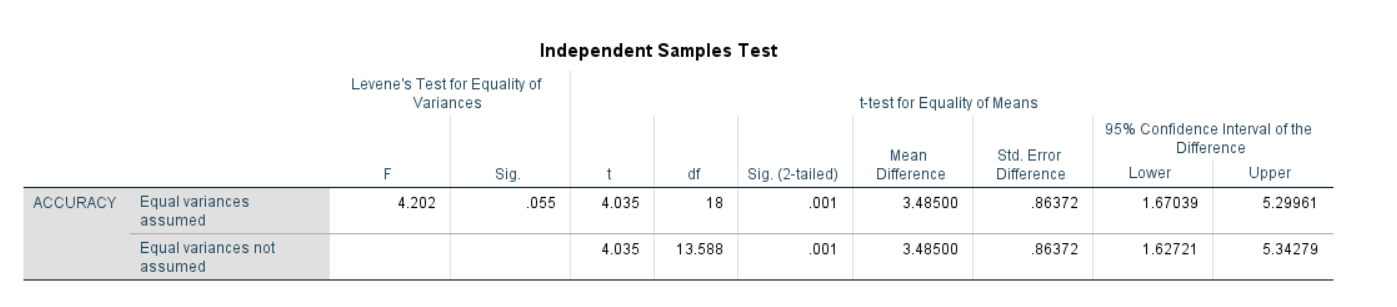 Independent Samples Test
Levene's Test for Equality of
Variances
t-test for Equality of Means
95% Confidence Interval of the
Difference
F Sig. t df Sig. (2-tailed) Mean Difference Std. Error Difference Lower Upper
ACCURACY Equal variances assumed 4.202 .055 4.035 18 .001 3.48500 .86372 1.67039 5.29961
Equal variances not assumed 4.035 13.588 .001 3.48500 .86372 1.62721 5.34279